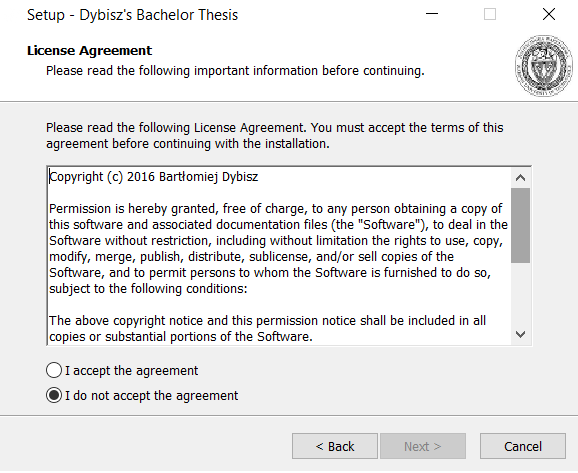 Setup - Dybisz's Bachelor Thesis
License Agreement
Please read the following important information before continuing.
Please read the following License Agreement. You must accept the terms of this
agreement before continuing with the installation.
Copyright (c) 2016 Bartłomiej Dybisz
Permission is hereby granted, free of charge, to any person obtaining a copy of
this software and associated documentation files (the "Software"), to deal in the
Software without restriction, including without limitation the rights to use, copy,
modify, merge, publish, distribute, sublicense, and/or sell copies of the
Software, and to permit persons to whom the Software is furnished to do so,
subject to the following conditions:
The above copyright notice and this permission notice shall be included in all
copies or substantial portions of the Software.
I accept the agreement
I do not accept the agreement
< Back
Next >
Cancel